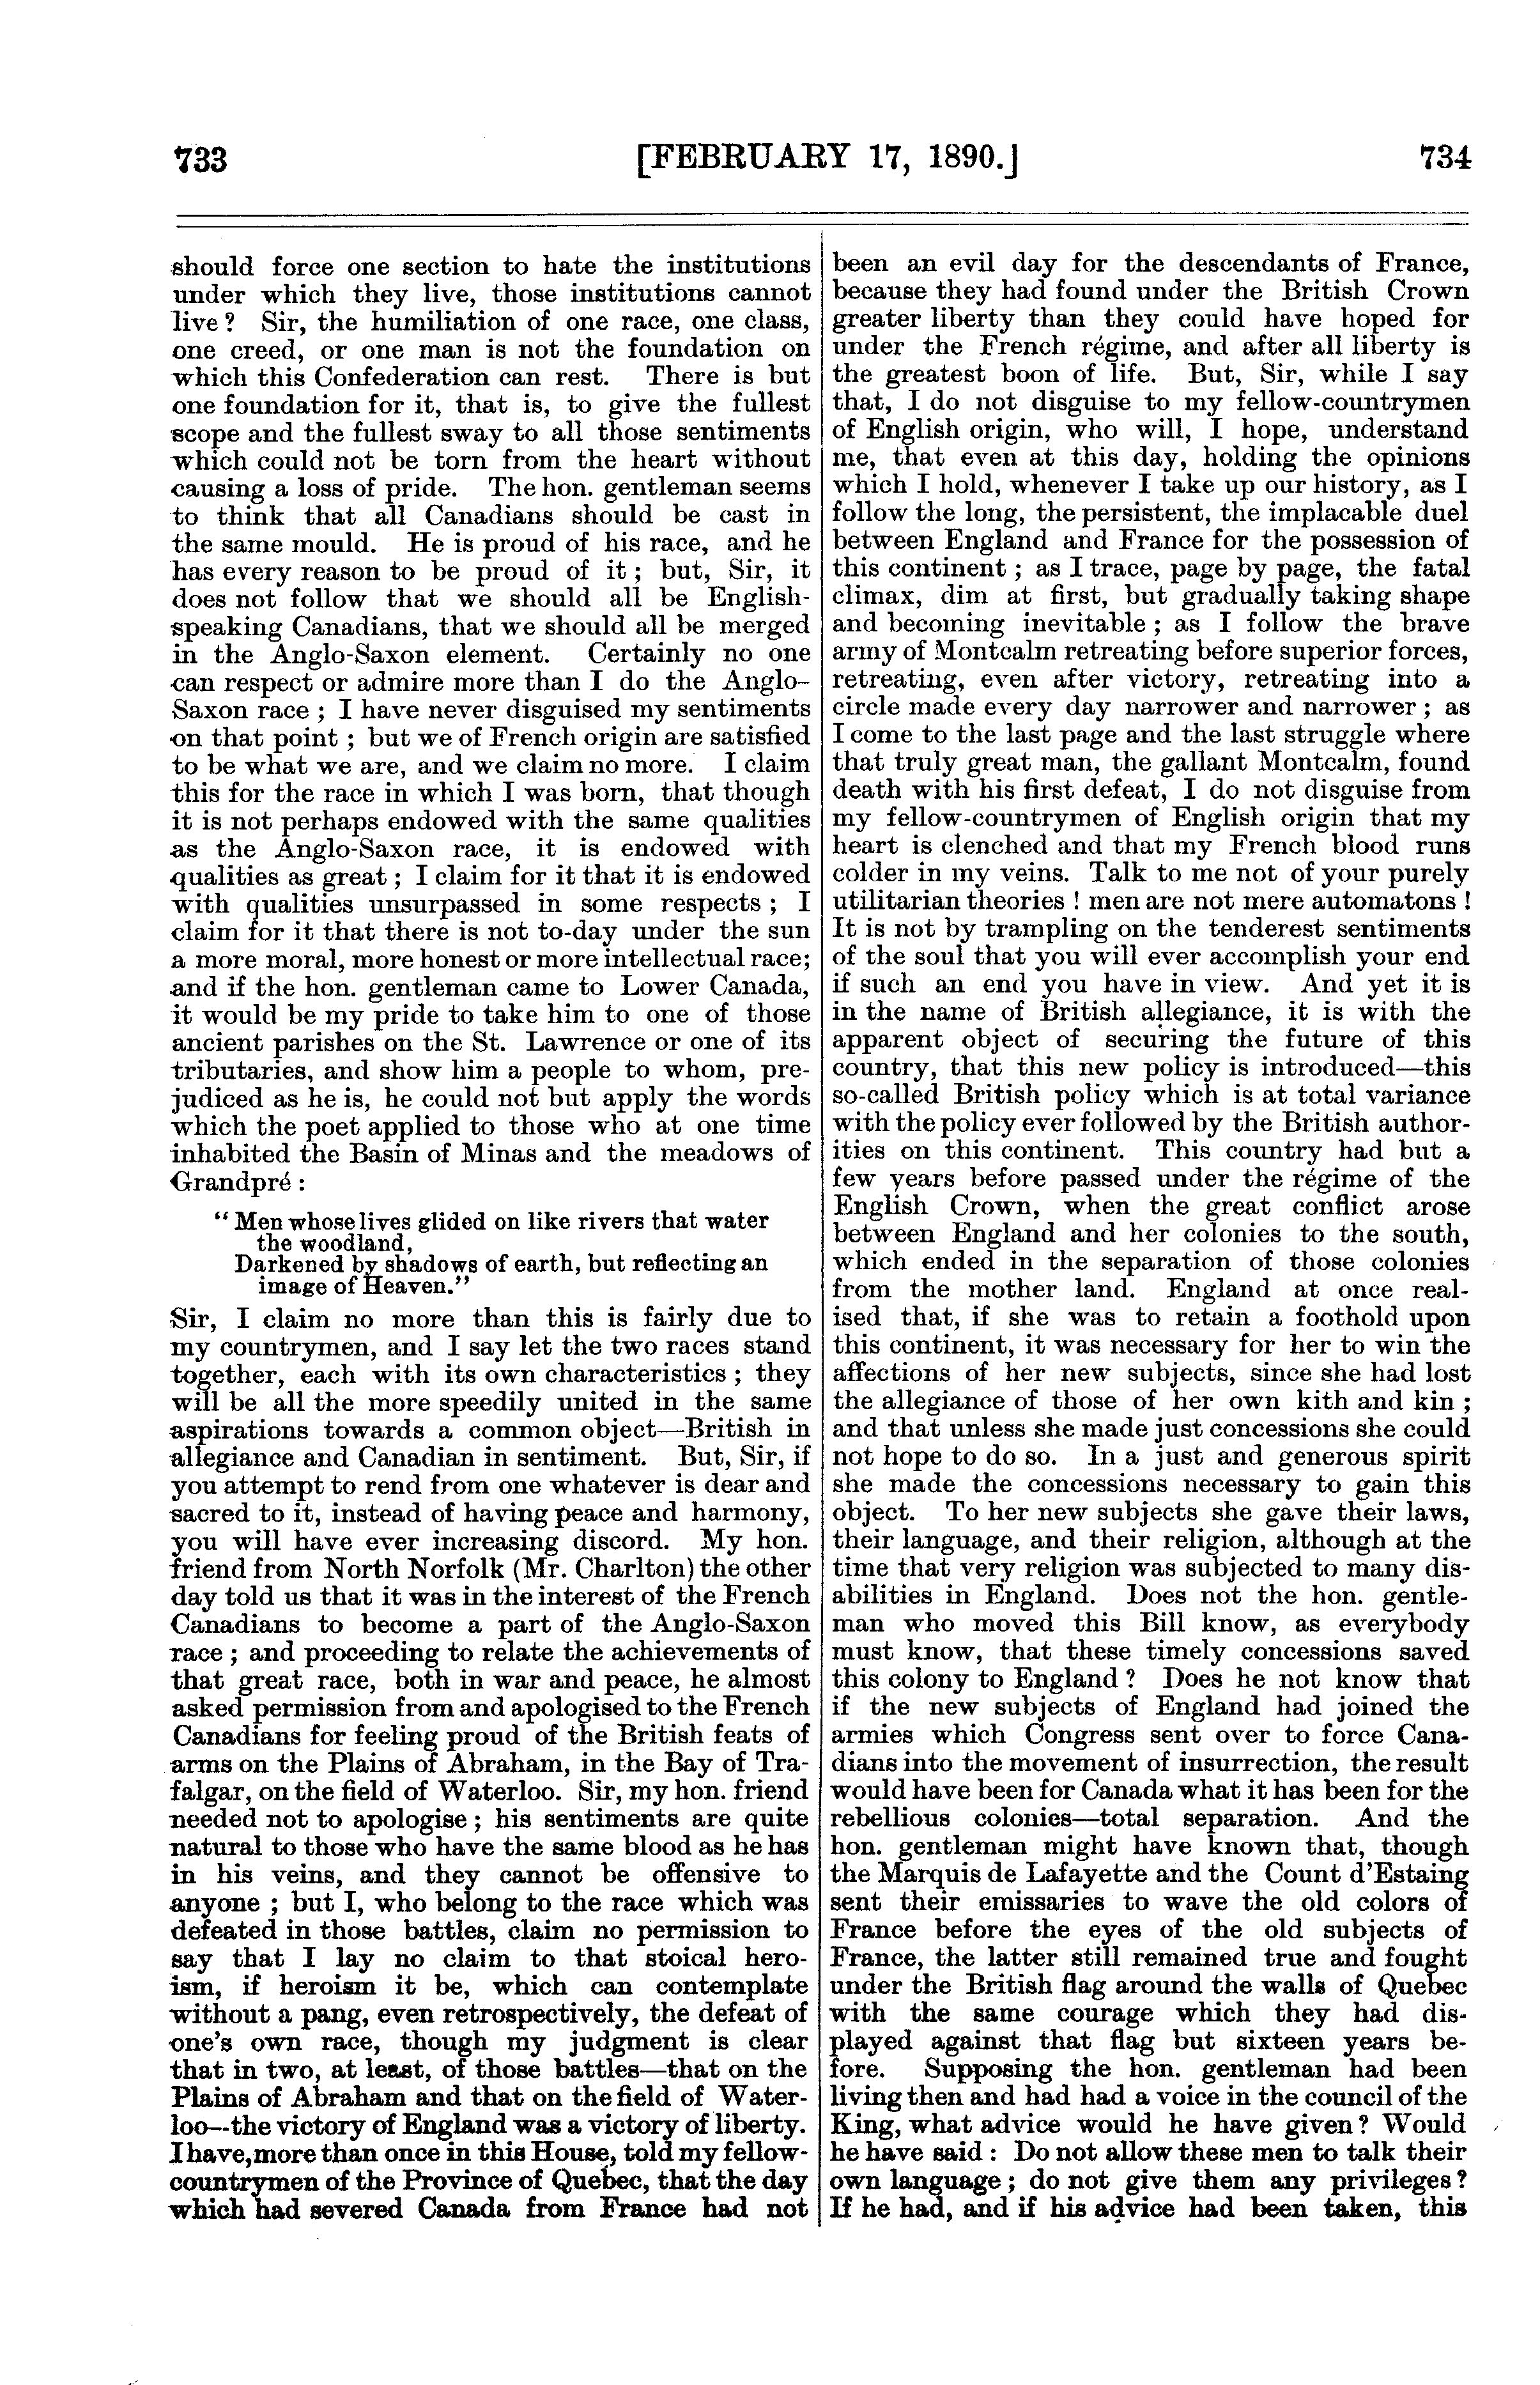 733
[FEBRUARY 17, 1890.]
734
should force one section to hate the institutions
under which they live, those institutions cannot
live ? Sir, the humiliation of one race, one class,
one creed, or one man is not the foundation on
which this Confederation can rest. There is but
one foundation for it, that is, to give the fullest
scope and the fullest sway to all those sentiments
which could not be torn from the heart without
causing a loss of pride. The hon. gentleman seems
to think that all Canadians should be cast in
the same mould. He is proud of his race, and he
has every reason to be proud of it ; but, Sir, it
does not follow that we should all be English-
speaking Canadians, that we should all be merged
in the Anglo-Saxon element. Certainly no one
can respect or admire more than I do the Anglo-
Saxon race ; I have never disguised my sentiments
on that point ; but we of French origin are satisfied
to be what we are, and we claim no more. I claim
this for the race in which I was born, that though
it is not perhaps endowed with the same qualities
as the Anglo-Saxon race, it is endowed with
qualities as great ; I claim for it that it is endowed
with qualities unsurpassed in some respects ; I
claim for it that there is not to-day under the sun
a more moral, more honest or more intellectual race;
and if the hon. gentleman came to Lower Canada,
it would be my pride to take him to one of those
ancient parishes on the St. Lawrence or one of its
tributaries, and show him a people to whom, pre-
judiced as he is, he could not but apply the words
which the poet applied to those who at one time
inhabited the Basin of Minas and the meadows of
Grandpré :
" Men whose lives glided on like rivers that water
the woodland,
Darkened by shadows of earth, but reflecting an
image of Heaven."
Sir, I claim no more than this is fairly due to
my countrymen, and I say let the two races stand
together, each with its own characteristics ; they
will be all the more speedily united in the same
aspirations towards a common object—British in
allegiance and Canadian in sentiment. But, Sir, if
you attempt to rend from one whatever is dear and
sacred to it, instead of having peace and harmony,
you will have ever increasing discord. My hon.
friend from North Norfolk (Mr. Charlton) the other
day told us that it was in the interest of the French
Canadians to become a part of the Anglo-Saxon
race ; and proceeding to relate the achievements of
that great race, both in war and peace, he almost
asked permission from and apologised to the French
Canadians for feeling proud of the British feats of
arms on the Plains of Abraham, in the Bay of Tra-
falgar, on the field of Waterloo. Sir, my hon. friend
needed not to apologise ; his sentiments are quite
natural to those who have the same blood as he has
in his veins, and they cannot be offensive to
anyone ; but I, who belong to the race which was
defeated in those battles, claim no permission to
say that I lay no claim to that stoical hero-
ism, if heroism it be, which can contemplate
without a pang, even retrospectively, the defeat of
one's own race, though my judgment is clear
that in two, at least, of those battles—that on the
Plains of Abraham and that on the field of Water-
loo--the victory of England was a victory of liberty.
I have, more than once in this House, told my fellow-
countrymen of the Province of Quebec, that the day
which had severed Canada from France had not
been an evil day for the descendants of France,
because they had found under the British Crown
greater liberty than they could have hoped for
under the French régime, and after all liberty is
the greatest boon of life. But, Sir, while I say
that, I do not disguise to my fellow-countrymen
of English origin, who will, I hope, understand
me, that even at this day, holding the opinions
which I hold, whenever I take up our history, as I
follow the long, the persistent, the implacable duel
between England and France for the possession of
this continent ; as I trace, page by page, the fatal
climax, dim at first, but gradually taking shape
and becoming inevitable ; as I follow the brave
army of Montcalm retreating before superior forces,
retreating, even after victory, retreating into a
circle made every day narrower and narrower ; as
I come to the last page and the last struggle where
that truly great man, the gallant Montcalm, found
death with his first defeat, I do not disguise from
my fellow-countrymen of English origin that my
heart is clenched and that my French blood runs
colder in my veins. Talk to me not of your purely
utilitarian theories ! men are not mere automatons !
It is not by trampling on the tenderest sentiments
of the soul that you will ever accomplish your end
if such an end you have in view. And yet it is
in the name of British allegiance, it is with the
apparent object of securing the future of this
country, that this new policy is introduced—this
so-called British policy which is at total variance
with the policy ever followed by the British author-
ities on this continent. This country had but a
few years before passed under the régime of the
English Crown, when the great conflict arose
between England and her colonies to the south,
which ended in the separation of those colonies
from the mother land. England at once real-
ised that, if she was to retain a foothold upon
this continent, it was necessary for her to win the
affections of her new subjects, since she had lost
the allegiance of those of her own kith and kin ;
and that unless she made just concessions she could
not hope to do so. In a just and generous spirit
she made the concessions necessary to gain this
object. To her new subjects she gave their laws,
their language, and their religion, although at the
time that very religion was subjected to many dis-
abilities in England. Does not the hon. gentle-
man who moved this Bill know, as everybody
must know, that these timely concessions saved
this colony to England ? Does he not know that
if the new subjects of England had joined the
armies which Congress sent over to force Cana-
dians into the movement of insurrection, the result
would have been for Canada what it has been for the
rebellious colonies—total separation. And the
hon. gentleman might have known that, though
the Marquis de Lafayette and the Count d'Estaing
sent their emissaries to wave the old colors of
France before the eyes of the old subjects of
France, the latter still remained true and fought
under the British flag around the walls of Quebec
with the same courage which they had dis-
played against that flag but sixteen years be-
fore. Supposing the hon. gentleman had been
living then and had had a voice in the council of the
King, what advice would he have given ? Would
he have said : Do not allow these men to talk their
own language ; do not give them any privileges ?
If he had, and if his advice had been taken, this